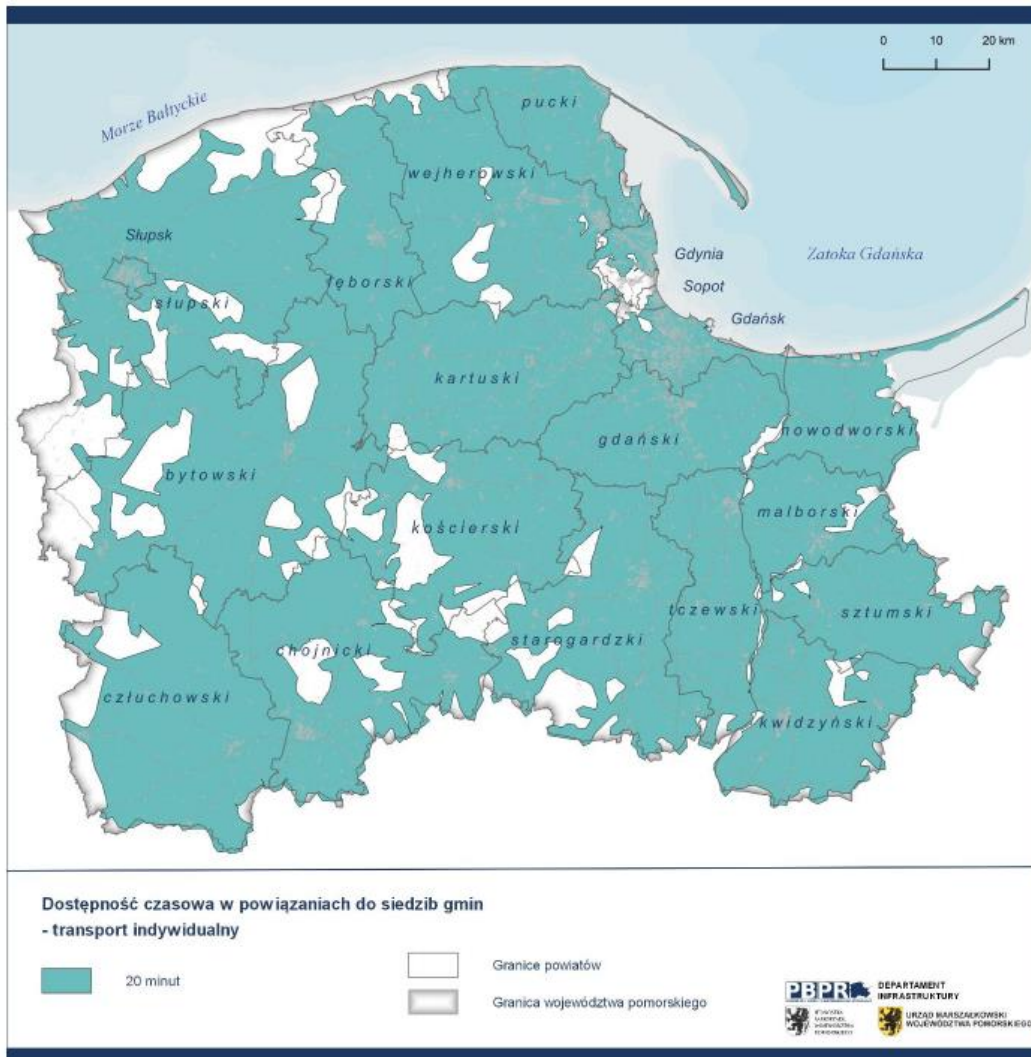 0 10 20 km
Morze Bałtyckie
pucki
wejherowski
Słupsk
Gdynia
Zatoka Gdańska
słupski
lęborski
Sopot
Gdańsk
kartuski
gdański
nowodworski
bytowski
kościerski
malborski
tczewski
sztumski
chojnicki
starogardzki
człuchowski
kwidzyński
Dostępność czasowa w powiązaniach do siedzib gmin
- transport indywidualny
20 minut
Granice powiatów
Granica województwa pomorskiego
PBPR
DEPARTAMENT
INFRASTRUKTURY
URZĄD MARSZAŁKOWSKI
WOJEWÓDZTWA POMORSKIEGO